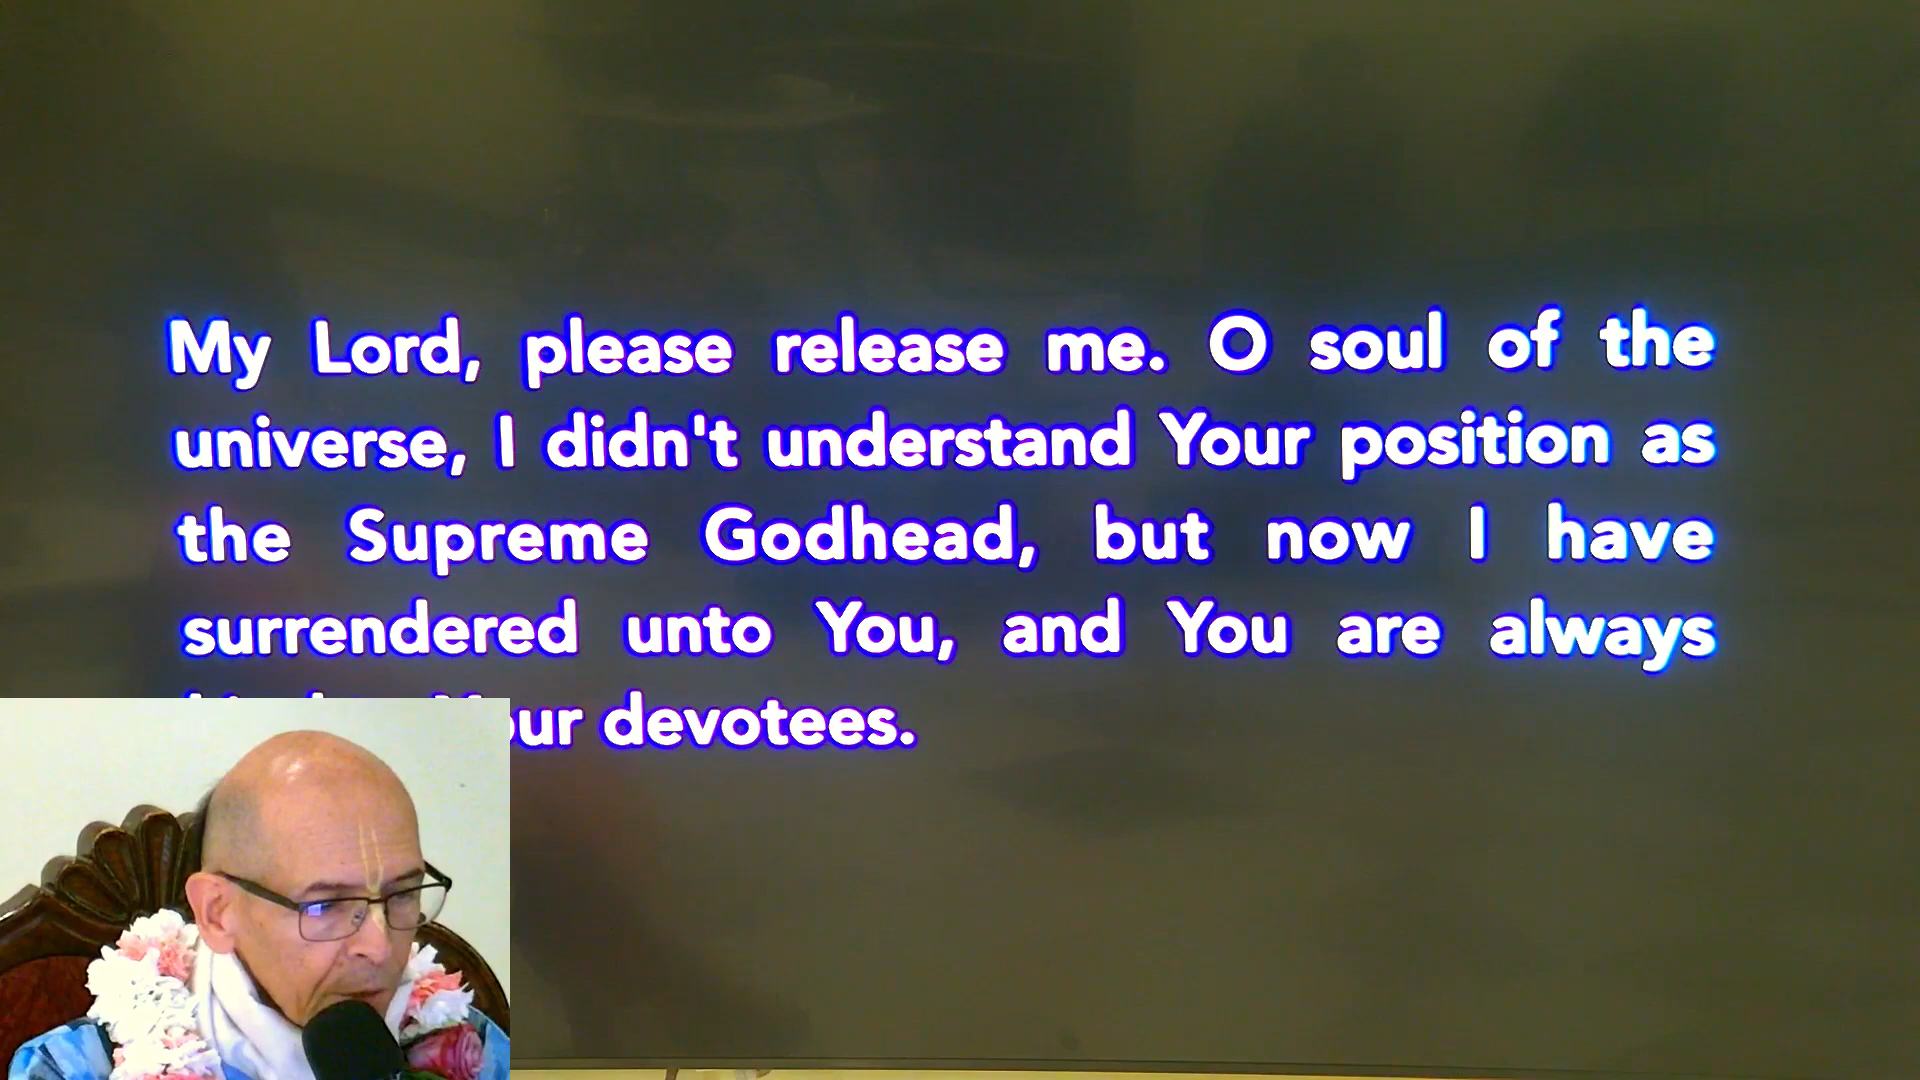 My Lord, please release me. O soul of the
universe, I didn't understand Your position as
the Supreme Godhead, but now I have
surrendered unto You, and You are always
devotees.